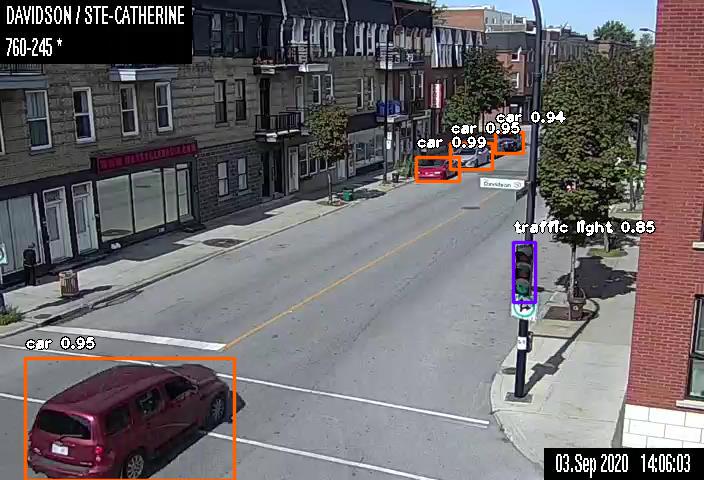 DAVIDSON / STE-CATHERINE
760-245 *
car 0.94
car 0.95
car 0.99
Davidson
traffic light 0.85
car 0.95
03.Sep 2020 14:06:03